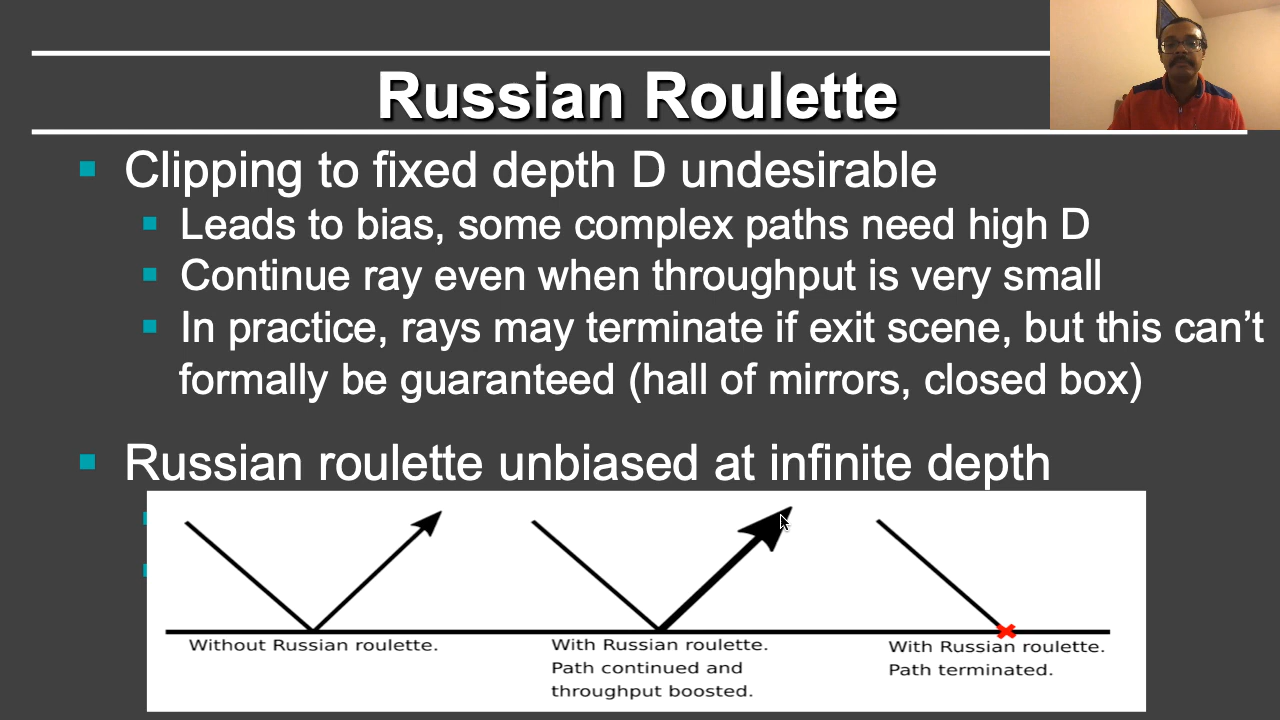 Russian Roulette
Clipping to fixed depth D undesirable
Leads to bias, some complex paths need high D
Continue ray even when throughput is very small
In practice, rays may terminate if exit scene, but this can’t
formally be guaranteed (hall of mirrors, closed box)
Russian roulette unbiased at infinite depth
Without Russian roulette.
With Russian roulette.
Path continued and
throughput boosted.
With Russian roulette.
Path terminated.